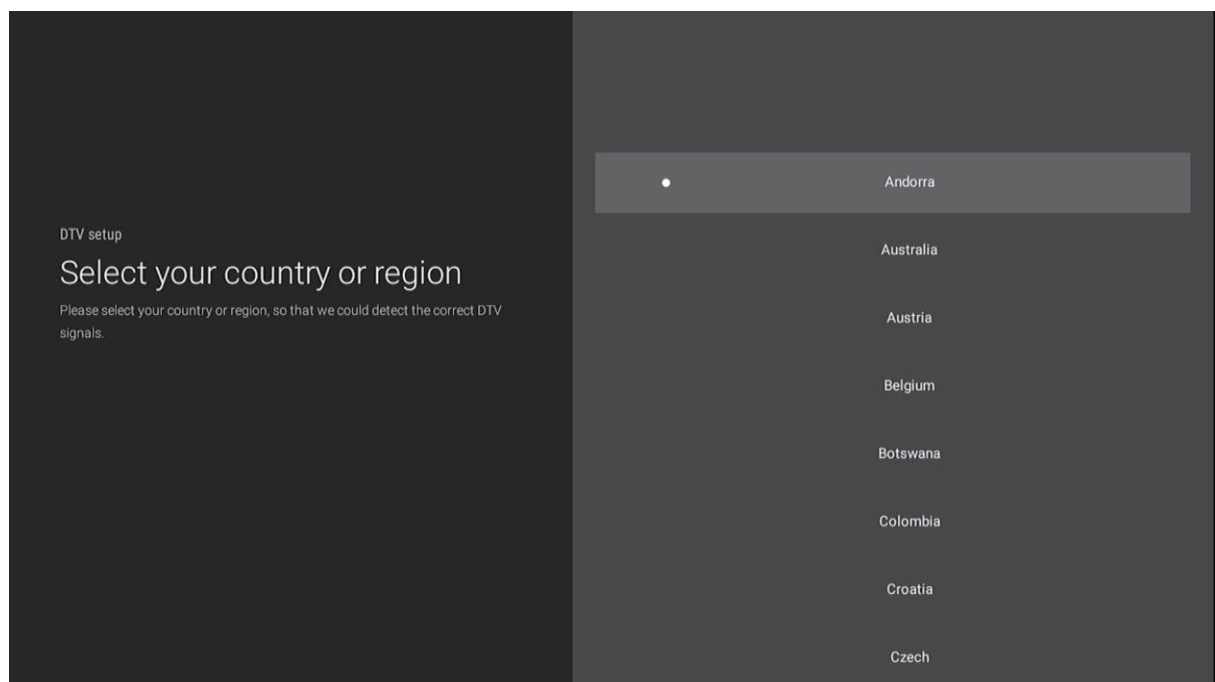 DTV setup
Select your country or region
Please select your country or region, so that we could detect the correct DTV
signals.
Andorra
Australia
Austria
Belgium
Botswana
Colombia
Croatia
Czech